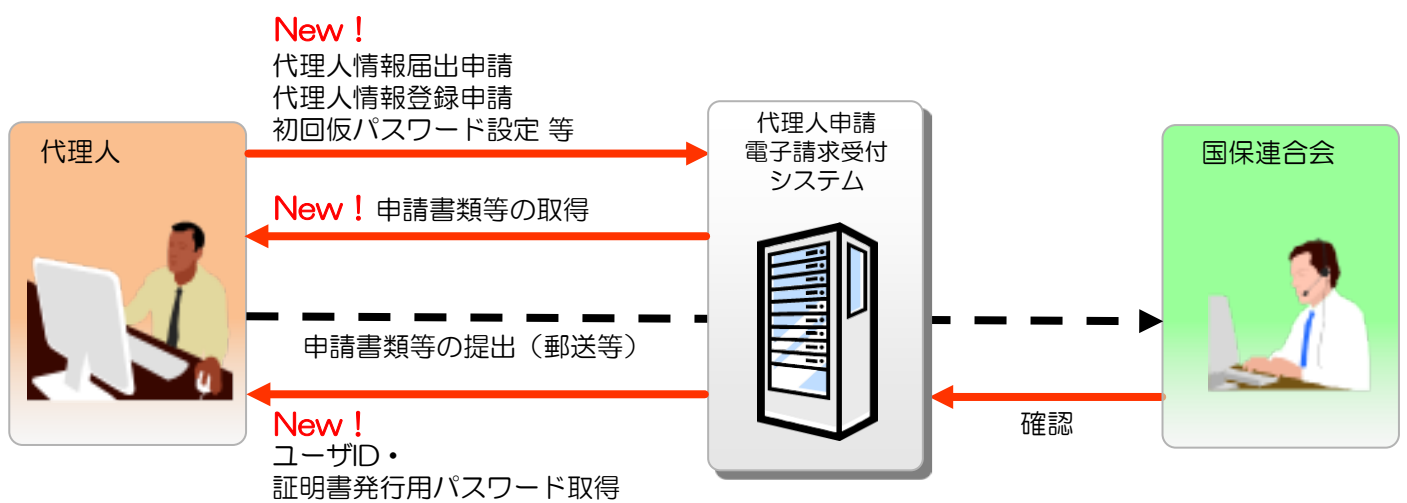 New！
代理人情報届出申請
代理人情報登録申請
初回仮パスワード設定 等
代理人
代理人申請
電子請求受付
システム
国保連合会
New！申請書類等の取得
申請書類等の提出（郵送等）
確認
New！
ユーザID・
証明書発行用パスワード取得